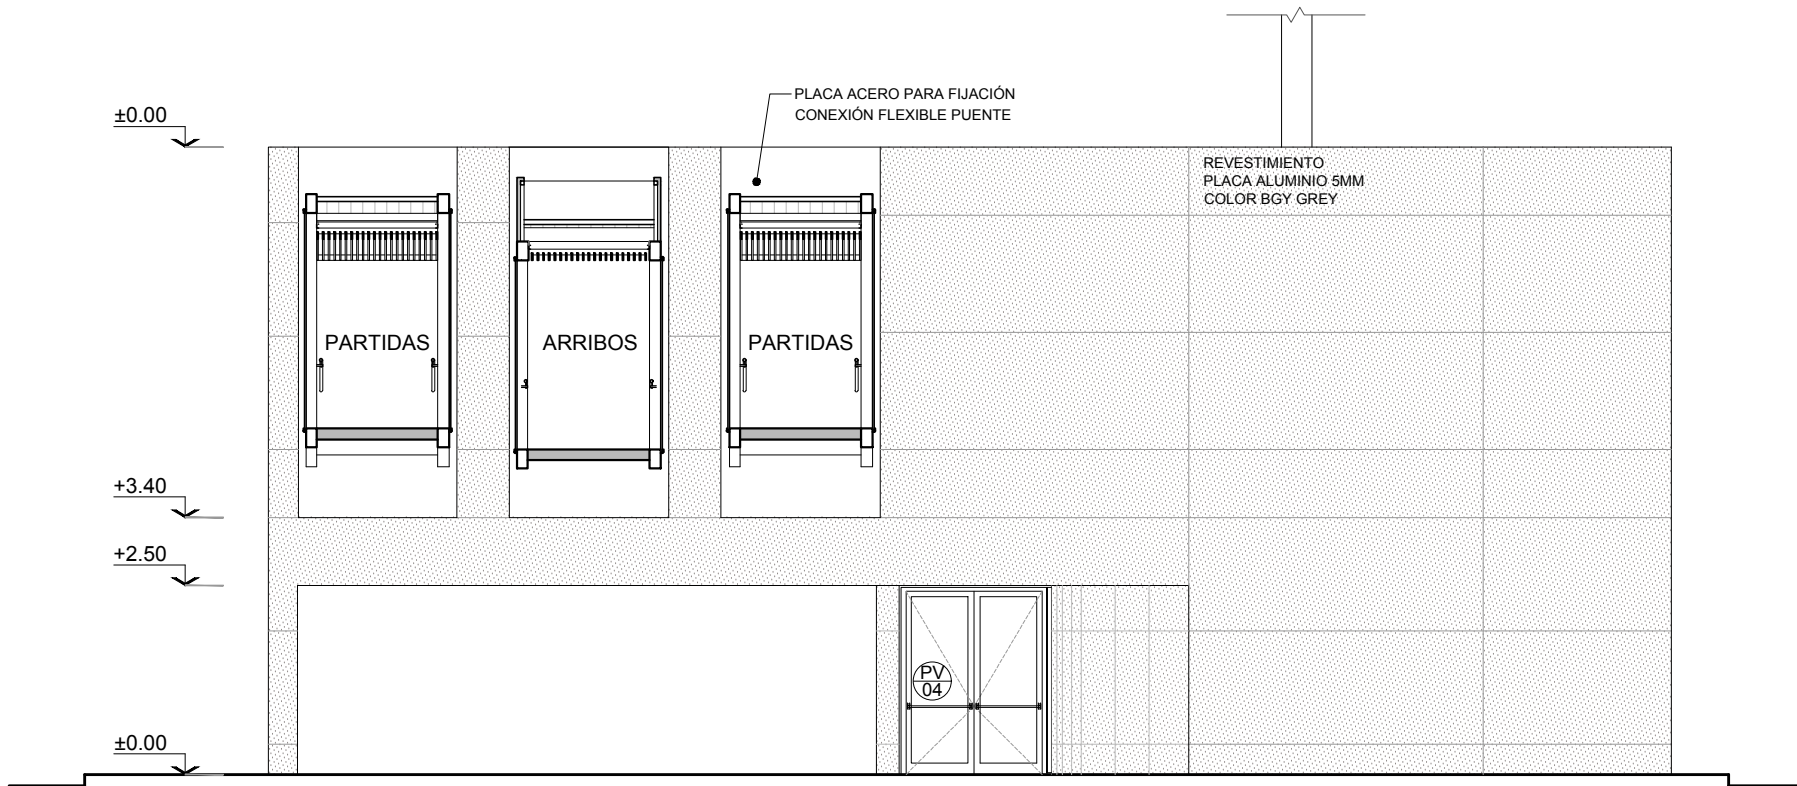 PLACA ACERO PARA FIJACIÓN
CONEXIÓN FLEXIBLE PUENTE
±0.00
REVESTIMIENTO
PLACA ALUMINIO 5MM
COLOR BGY GREY
PARTIDAS
ARRIBOS
PARTIDAS
+3.40
+2.50
PV
04
±0.00